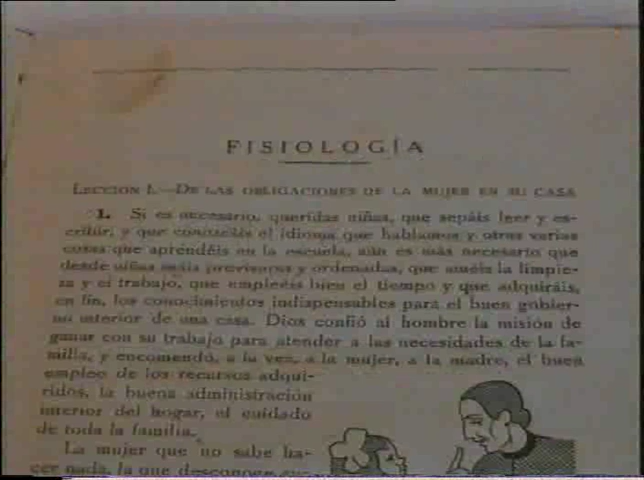 FISIOLOGÍA
LECCION I.—DE LAS OBLIGACIONES DE LA MUJER EN SU CASA
1. Si es necesario, queridas niñas, que sepáis leer y es-
cribir, y que conozcáis el idioma que hablamos y otras varias
cosas que aprendéis en la escuela, aún es más necesario que
desde niñas seáis previsoras y ordenadas, que améis la limpie-
za y el trabajo, que empleéis bien el tiempo y que adquiráis,
en fin, los conocimientos indispensables para el buen gobier-
no interior de una casa. Dios confió al hombre la misión de
ganar con su trabajo para atender a las necesidades de la fa-
milia, y encomendó, a la vez, a la mujer, a la madre, el buen
empleo de los recursos adqui-
ridos, la buena administración
interior del hogar, el cuidado
de toda la familia.
La mujer que no sabe ha-
cer nada, la que desconoce